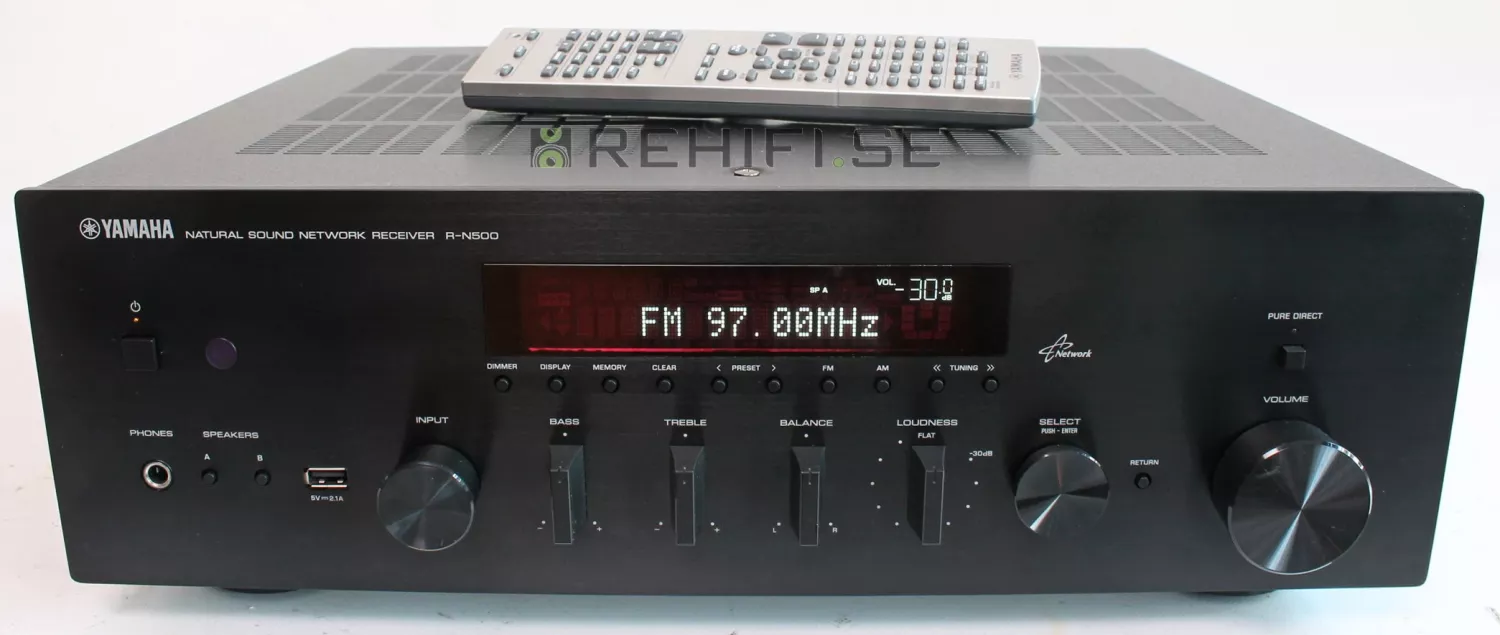 YAMAHA
REHIFI.SE
YAMAHA NATURAL SOUND NETWORK RECEIVER R-N500
VOL.
SP A -30.0 dB
FM 97.00MHz
PURE DIRECT
Network
DIMMER DISPLAY MEMORY CLEAR < PRESET > FM AM << TUNING >>
VOLUME
INPUT BASS TREBLE BALANCE LOUDNESS SELECT
PUSH - ENTER
FLAT
PHONES SPEAKERS
A B
-30dB
RETURN
5V 2.1A
- + - + L R